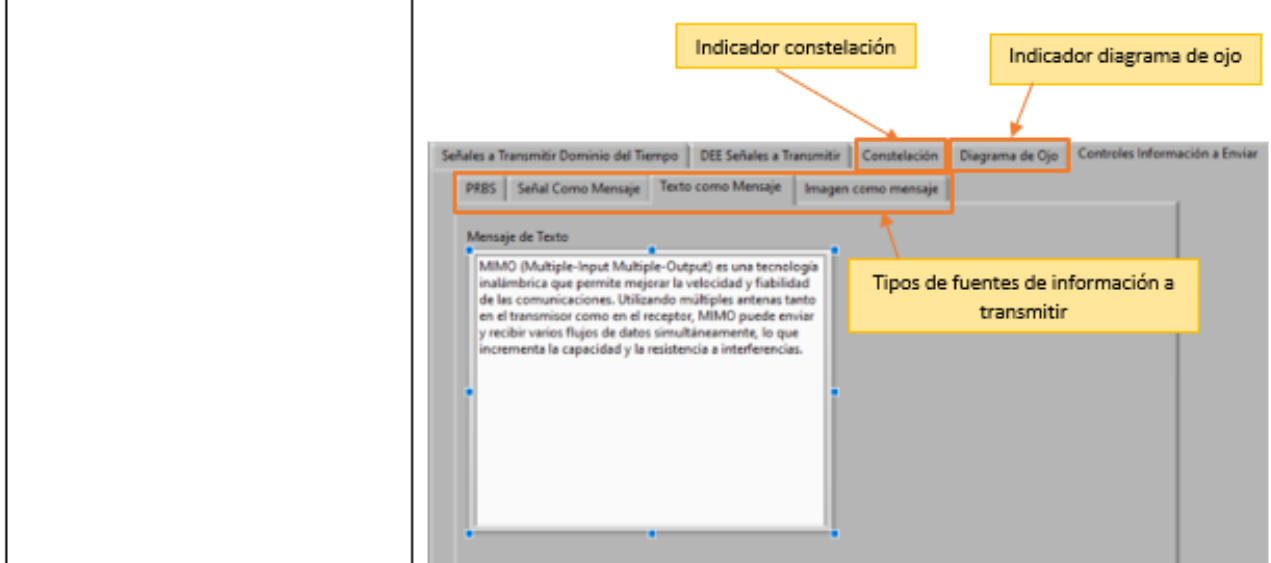 Indicador constelación
Indicador diagrama de ojo
Señales a Transmitir Dominio del Tiempo
DEE Señales a Transmitir
Constelación
Diagrama de Ojo
Controles Información a Enviar
PRBS
Señal Como Mensaje
Texto como Mensaje
Imagen como mensaje
Mensaje de Texto
MIMO (Multiple-Input Multiple-Output) es una tecnología
inalámbrica que permite mejorar la velocidad y fiabilidad
de las comunicaciones. Utilizando múltiples antenas tanto
en el transmisor como en el receptor, MIMO puede enviar
y recibir varios flujos de datos simultáneamente, lo que
incrementa la capacidad y la resistencia a interferencias.
Tipos de fuentes de información a
transmitir